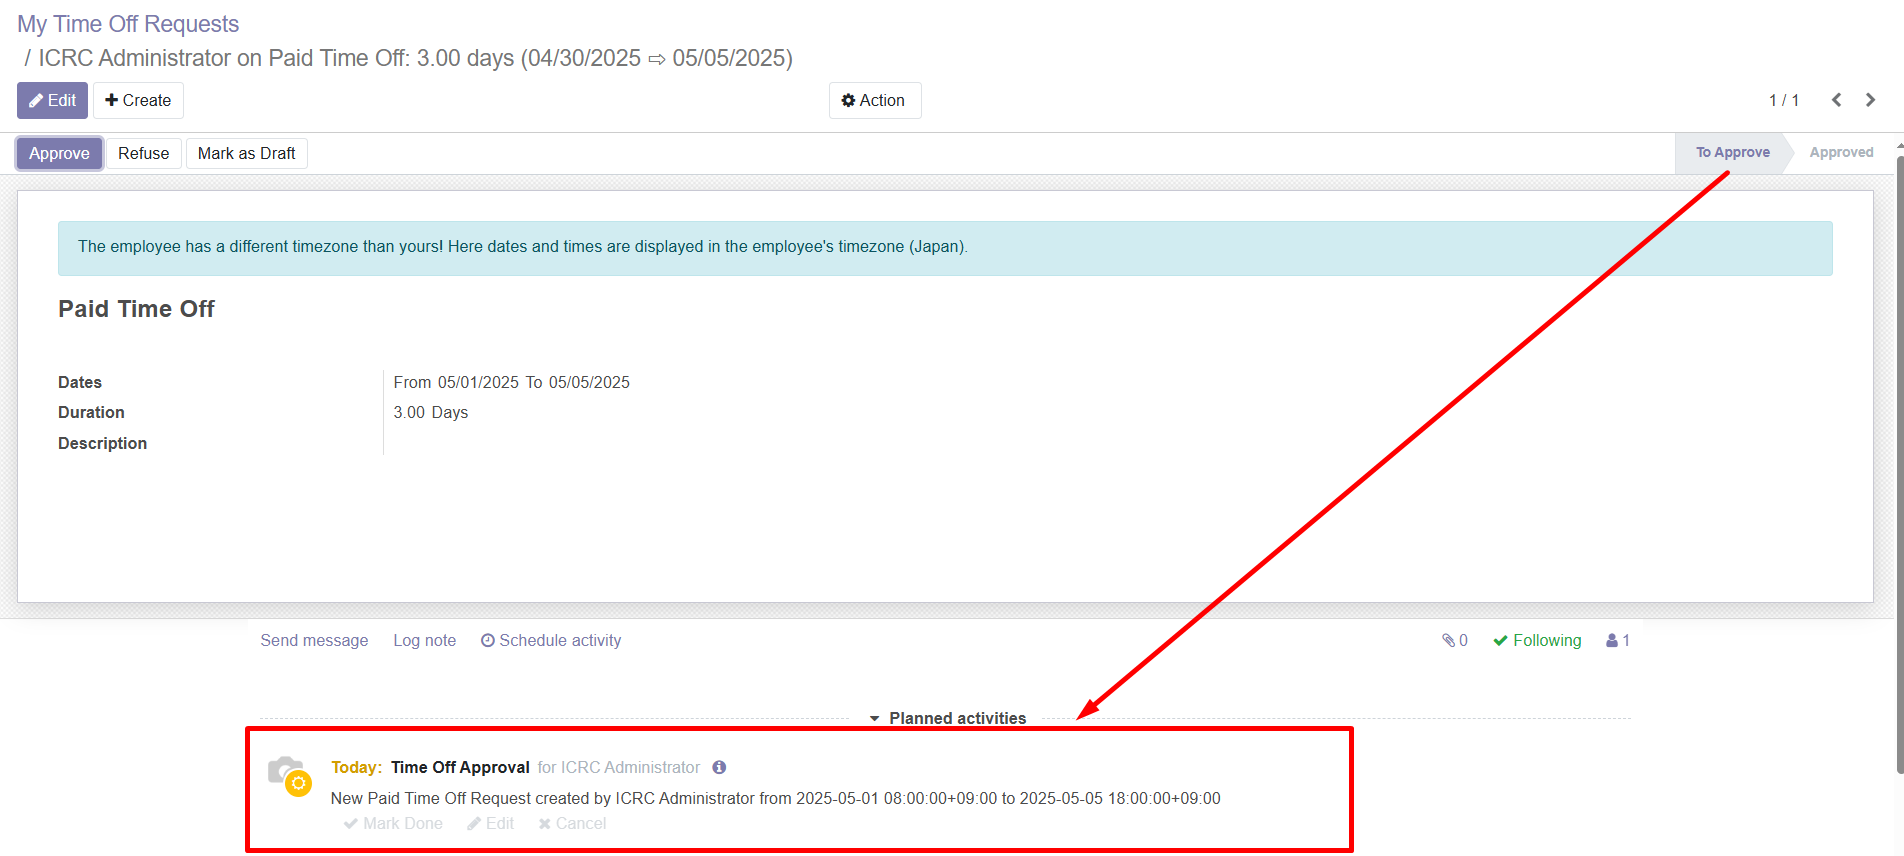 My Time Off Requests
/ ICRC Administrator on Paid Time Off: 3.00 days (04/30/2025 ⇨ 05/05/2025)
Edit
Create
Action
1 / 1
Approve
Refuse
Mark as Draft
To Approve
Approved
The employee has a different timezone than yours! Here dates and times are displayed in the employee's timezone (Japan).
Paid Time Off
Dates From 05/01/2025 To 05/05/2025
Duration 3.00 Days
Description
Send message
Log note
Schedule activity
0
Following
1
Planned activities
Today: Time Off Approval for ICRC Administrator
New Paid Time Off Request created by ICRC Administrator from 2025-05-01 08:00:00+09:00 to 2025-05-05 18:00:00+09:00
Mark Done
Edit
Cancel